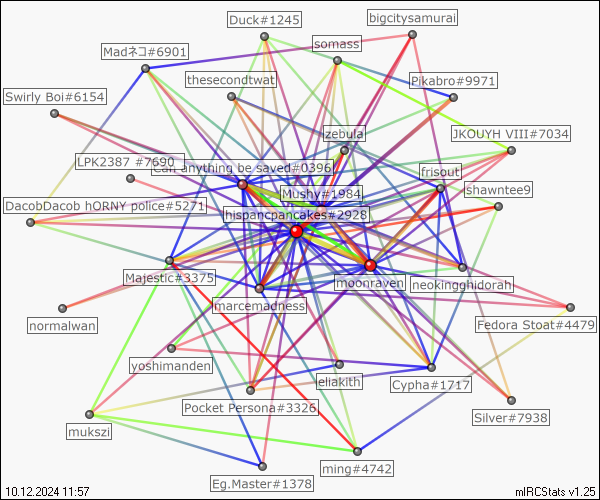 Duck#1245
bigcitysamurai
Madネコ#6901
somass
thesecondtwat
Pikabro#9971
Swirly Boi#6154
zebula
JKOUYH VIII#7034
LPK2387 #7690
Can anything be saved#0396
frisout
Mushy#1984
shawntee9
DacobDacob hORNY police#5271
hispancpancakes#2928
Majestic#3375
moonraven
neokingghidorah
marcemadness
normalwan
Fedora Stoat#4479
yoshimanden
eliakith
Cypha#1717
Pocket Persona#3326
Silver#7938
mukszi
ming#4742
Eg.Master#1378
10.12.2024 11:57
mIRCStats v1.25